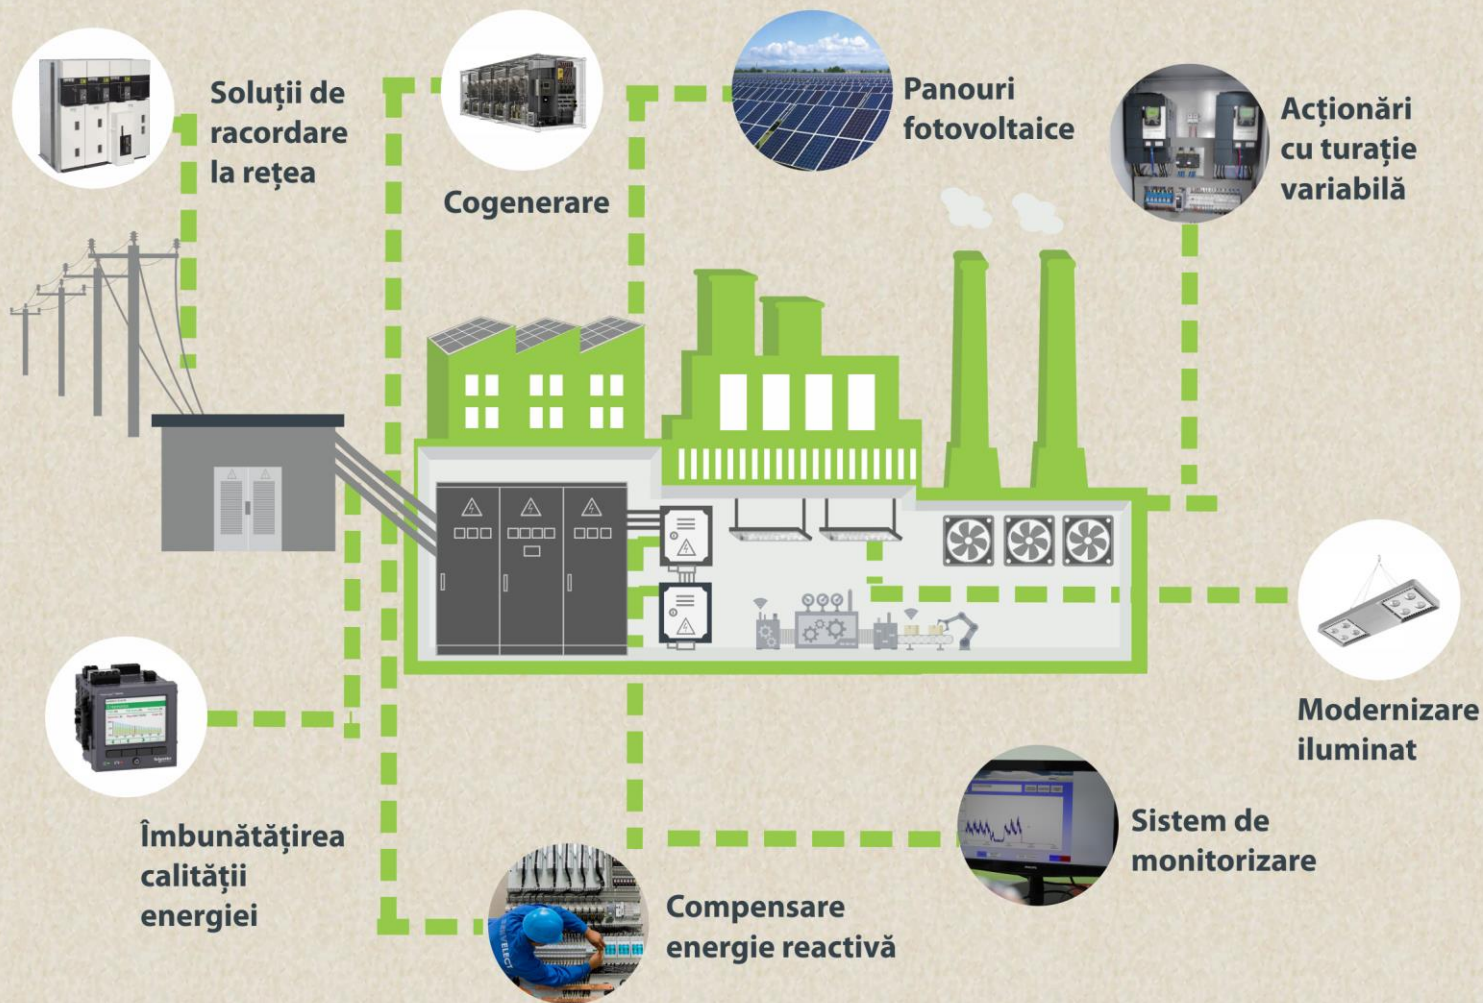 Soluții de
racordare
la rețea
Cogenerare
Panouri
fotovoltaice
Acționări
cu turație
variabilă
Modernizare
iluminat
Îmbunătățirea
calității
energiei
Compensare
energie reactivă
Sistem de
monitorizare